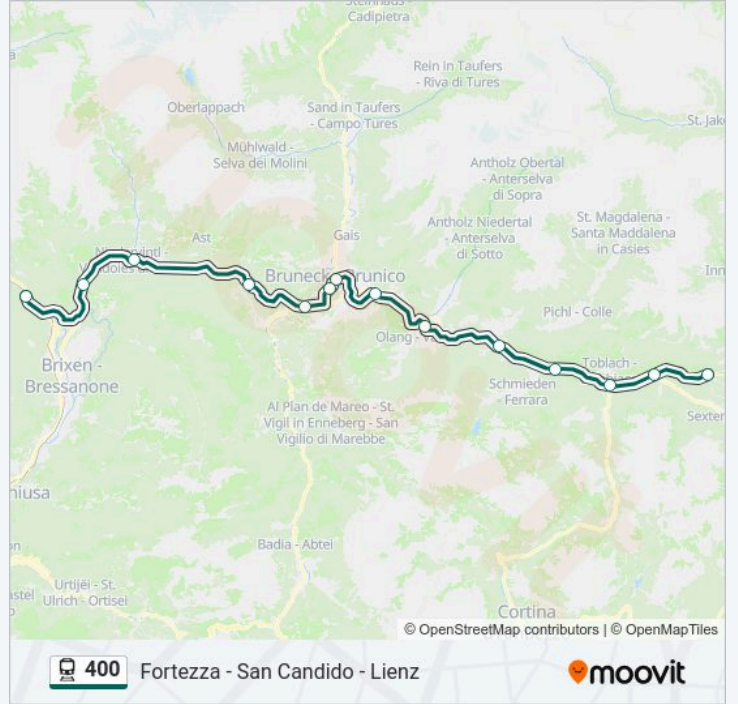 Cadipietra
Rein in Taufers
- Riva di Tures
Oberlappach
Sand in Taufers
- Campo Tures
St. Jako
Mühlwald -
Selva dei Molini
Antholz Obertal
- Anterselva
di Sopra
St. Magdalena -
Santa Maddalena
in Casies
Antholz Niedertal
- Anterselva
di Sotto
Ast
Gais
Inn
Bruneck - Brunico
Pichl - Colle
Olang - V
Brixen -
Bressanone
Toblach -
Schmieden -
Ferrara
Al Plan de Mareo - St.
Vigil in Enneberg - San
Vigilio di Marebbe
Sexten
hiusa
Badia - Abtei
Urtijëi - St.
Ulrich - Ortisei
astel
Cortina
© OpenStreetMap contributors | © OpenMapTiles
400 Fortezza - San Candido - Lienz
moovit